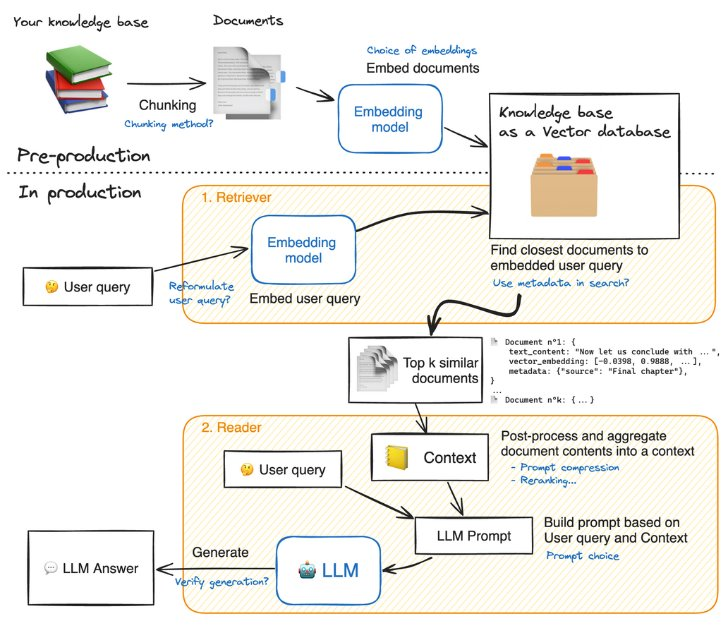 Your knowledge base
Documents
Chunking
Chunking method?
Choice of embeddings
Embed documents
Embedding
model
Knowledge base
as a Vector database
Pre-production
In production
1. Retriever
User query
Reformulate
user query?
Embedding
model
Embed user query
Find closest documents to
embedded user query
Use metadata in search?
Top k similar
documents
Document n°1: {
text_content: "Now let us conclude with ...",
vector_embedding: [-0.0398, 0.9888, ...],
metadata: {"source": "Final chapter"},
}
...
Document n°k: {...}
2. Reader
User query
Context
Post-process and aggregate
document contents into a context
- Prompt compression
- Reranking...
LLM Prompt
Build prompt based on
User query and Context
Prompt choice
LLM
Generate
Verify generation?
LLM Answer